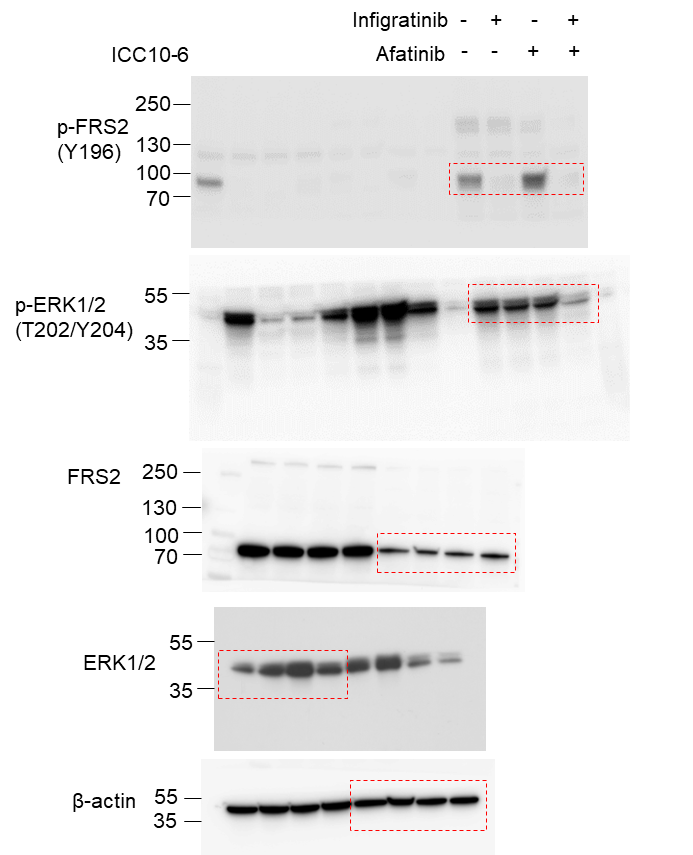 Infigratinib - + - +
ICC10-6 Afatinib - - + +
p-FRS2
(Y196)
250
130
100
70
p-ERK1/2
(T202/Y204)
55
35
FRS2
250
130
100
70
ERK1/2
55
35
β-actin
55
35